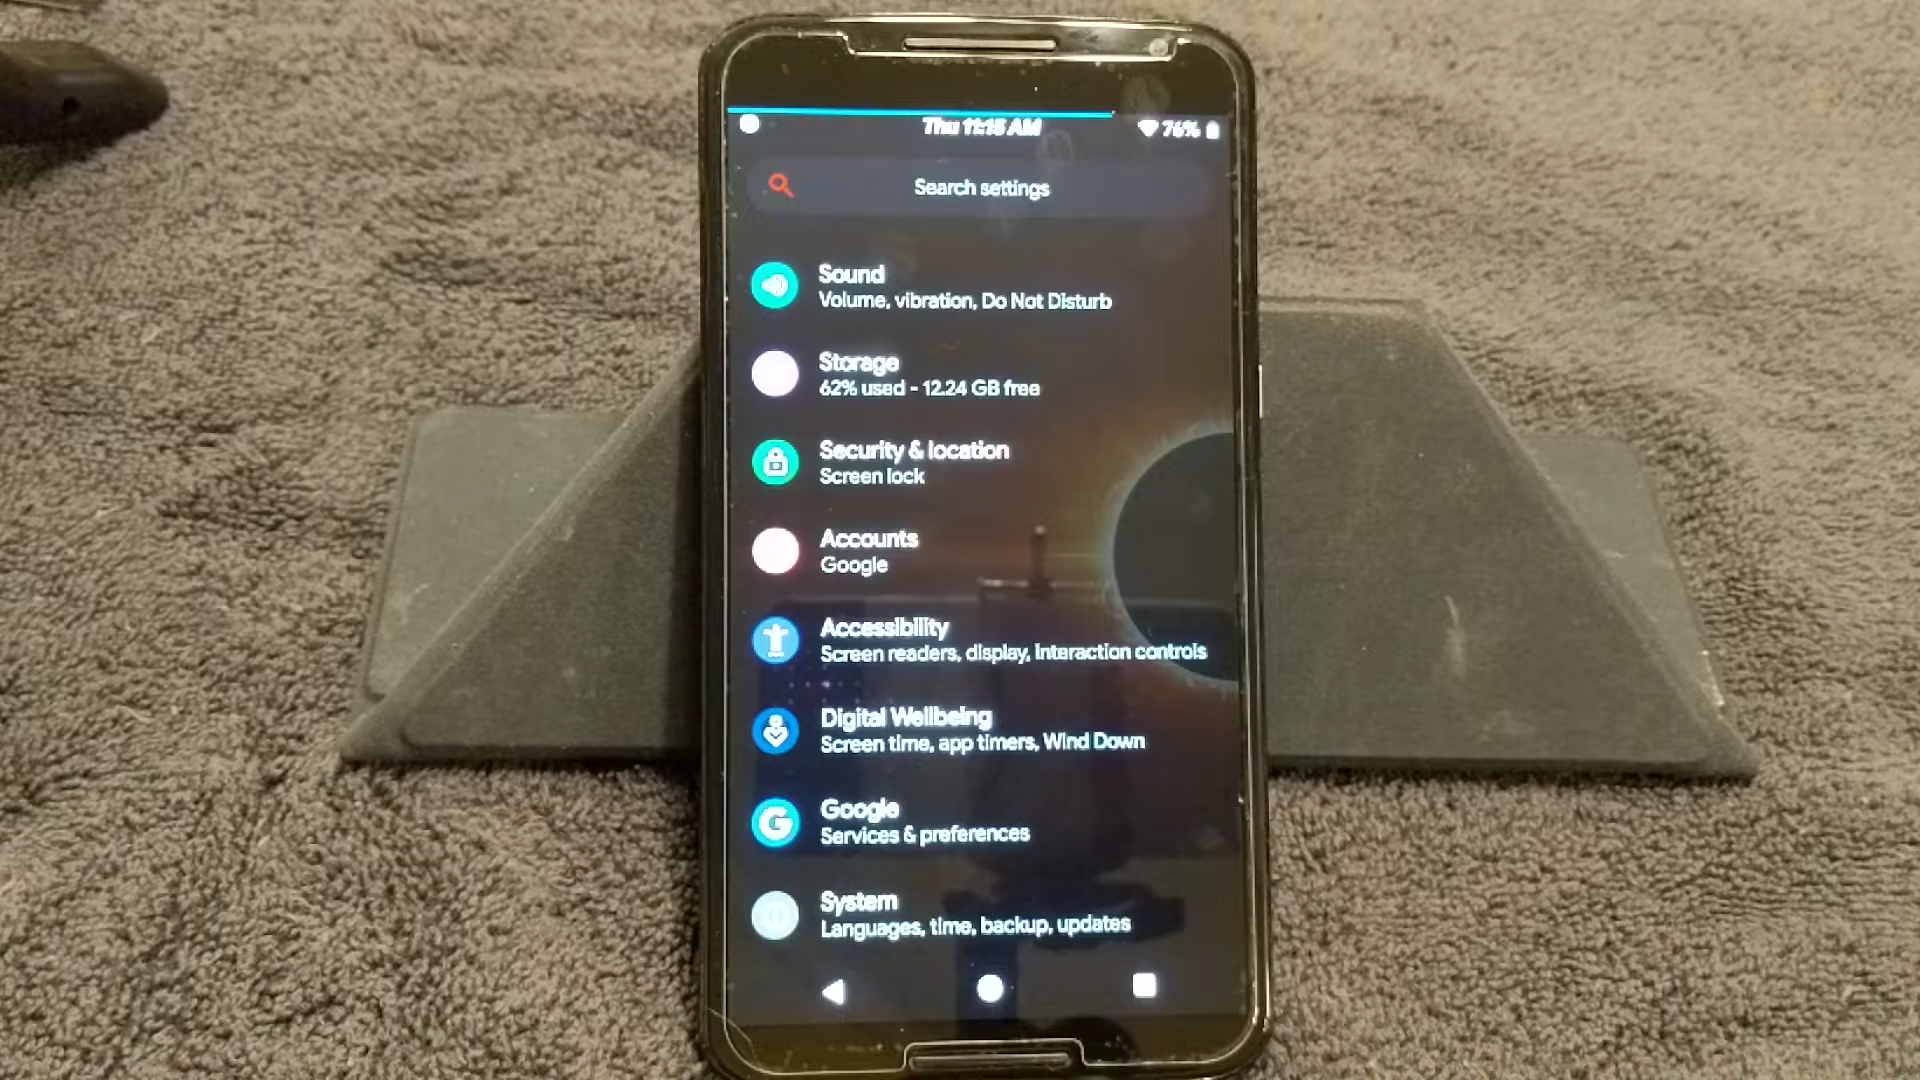 Thu 11:15 AM
76%
Search settings
Sound
Volume, vibration, Do Not Disturb
Storage
62% used - 12.24 GB free
Security & location
Screen lock
Accounts
Google
Accessibility
Screen readers, display, interaction controls
Digital Wellbeing
Screen time, app timers, Wind Down
Google
Services & preferences
System
Languages, time, backup, updates